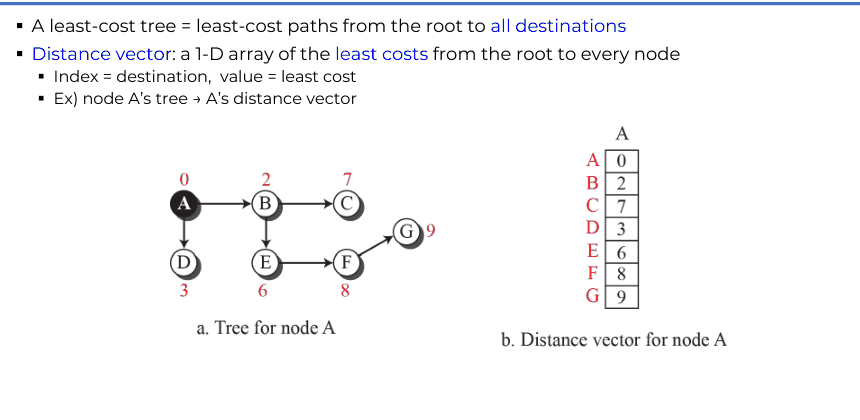 ▪ A least-cost tree = least-cost paths from the root to all destinations
▪ Distance vector: a 1-D array of the least costs from the root to every node
▪ Index = destination, value = least cost
▪ Ex) node A's tree → A's distance vector
0 2 7
A B C
G 9
D E F
3 6 8
a. Tree for node A
A
A 0
B 2
C 7
D 3
E 6
F 8
G 9
b. Distance vector for node A